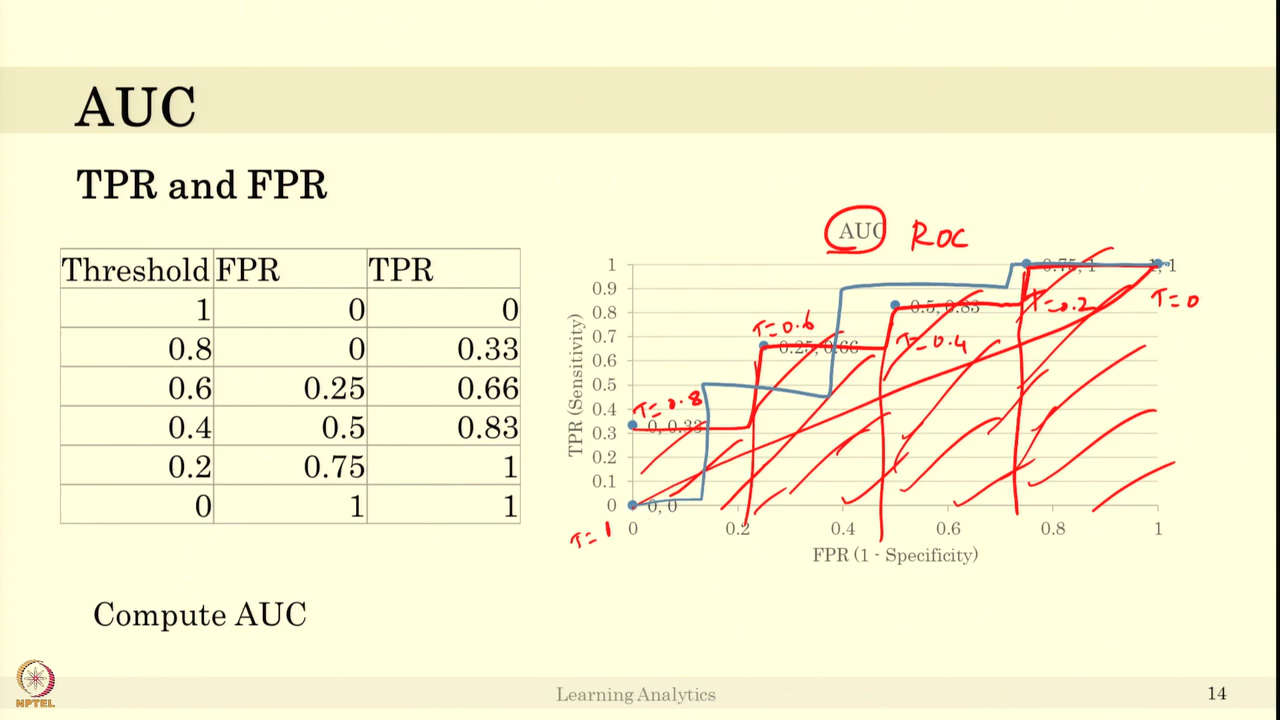 AUC
TPR and FPR
Threshold FPR TPR
1 0 0
0.8 0 0.33
0.6 0.25 0.66
0.4 0.5 0.83
0.2 0.75 1
0 1 1
Compute AUC
AUC ROC
1
0.9
0.8
0.7
0.6
0.5
0.4
0.3
0.2
0.1
0
TPR (Sensitivity)
0.75, 1
1, 1
T=0
T=0.2
0.5, 0.83
T=0.4
T=0.6
0.25, 0.66
T=0.8
0, 0.33
0, 0
T=1
0 0.2 0.4 0.6 0.8 1
FPR (1 - Specificity)
NPTEL
Learning Analytics
14